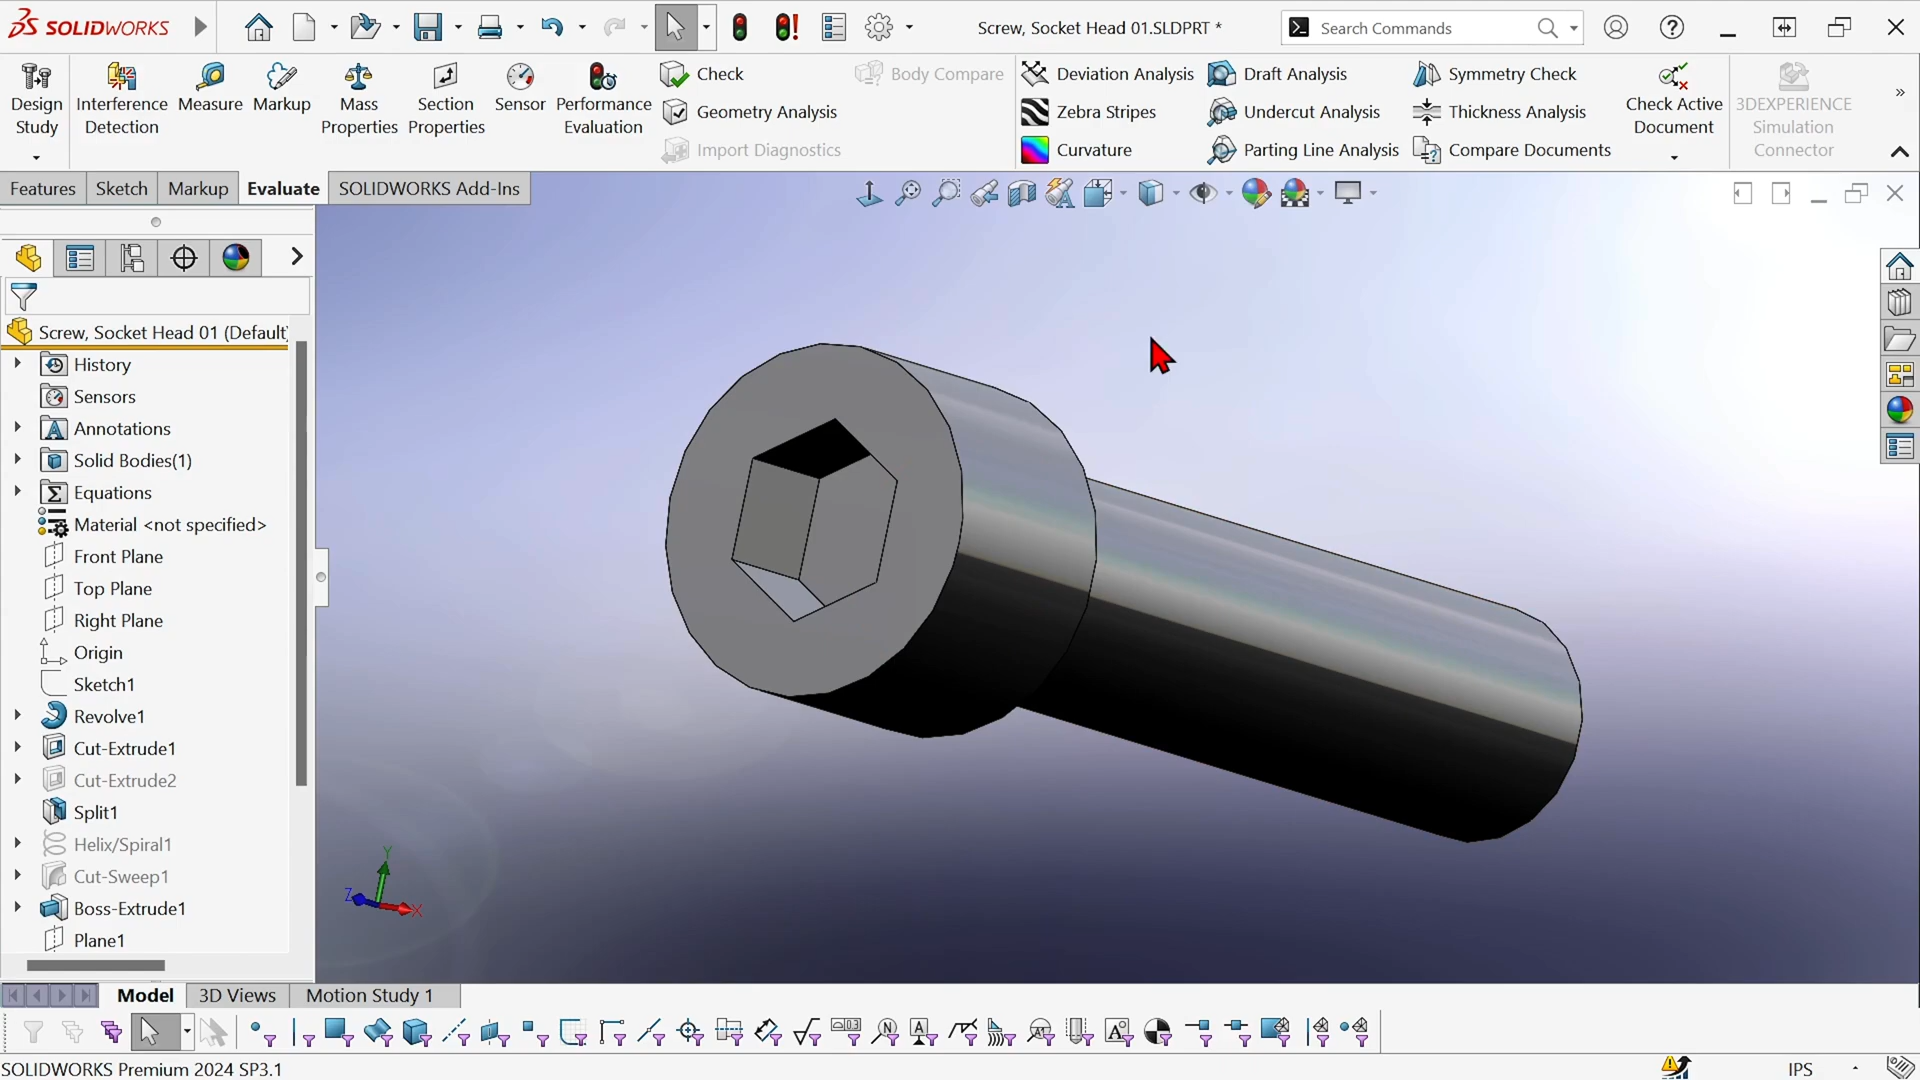 SOLIDWORKS
Screw, Socket Head 01.SLDPRT *
Search Commands
Design
Study
Interference
Detection
Measure
Markup
Mass
Properties
Section
Properties
Sensor
Performance
Evaluation
Check
Geometry Analysis
Import Diagnostics
Body Compare
Deviation Analysis
Zebra Stripes
Curvature
Draft Analysis
Undercut Analysis
Parting Line Analysis
Symmetry Check
Thickness Analysis
Compare Documents
Check Active
Document
3DEXPERIENCE
Simulation
Connector
Features
Sketch
Markup
Evaluate
SOLIDWORKS Add-Ins
Screw, Socket Head 01 (Default)
History
Sensors
Annotations
Solid Bodies(1)
Equations
Material <not specified>
Front Plane
Top Plane
Right Plane
Origin
Sketch1
Revolve1
Cut-Extrude1
Cut-Extrude2
Split1
Helix/Spiral1
Cut-Sweep1
Boss-Extrude1
Plane1
Y
Z
X
Model
3D Views
Motion Study 1
SOLIDWORKS Premium 2024 SP3.1
IPS